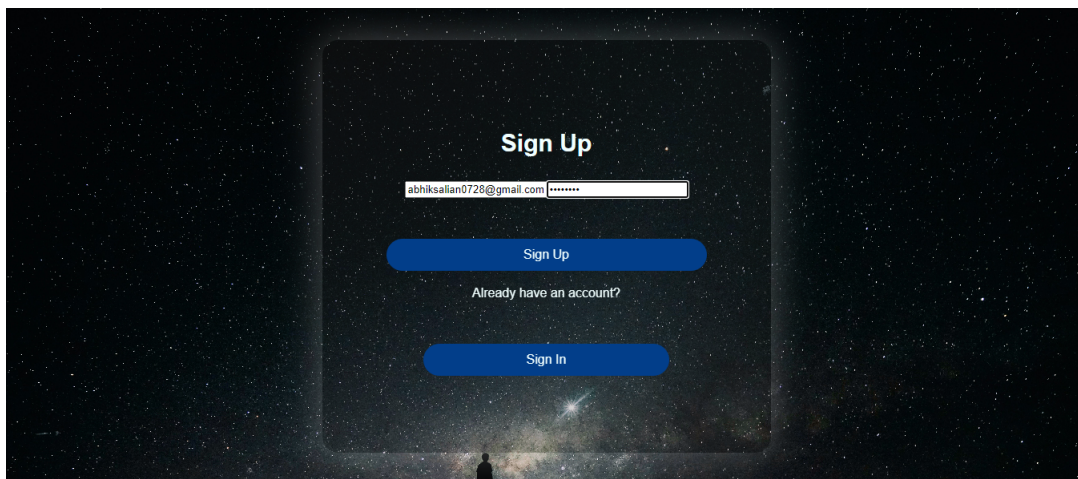 Sign Up
abhiksalian0728@gmail.com ••••••••
Sign Up
Already have an account?
Sign In